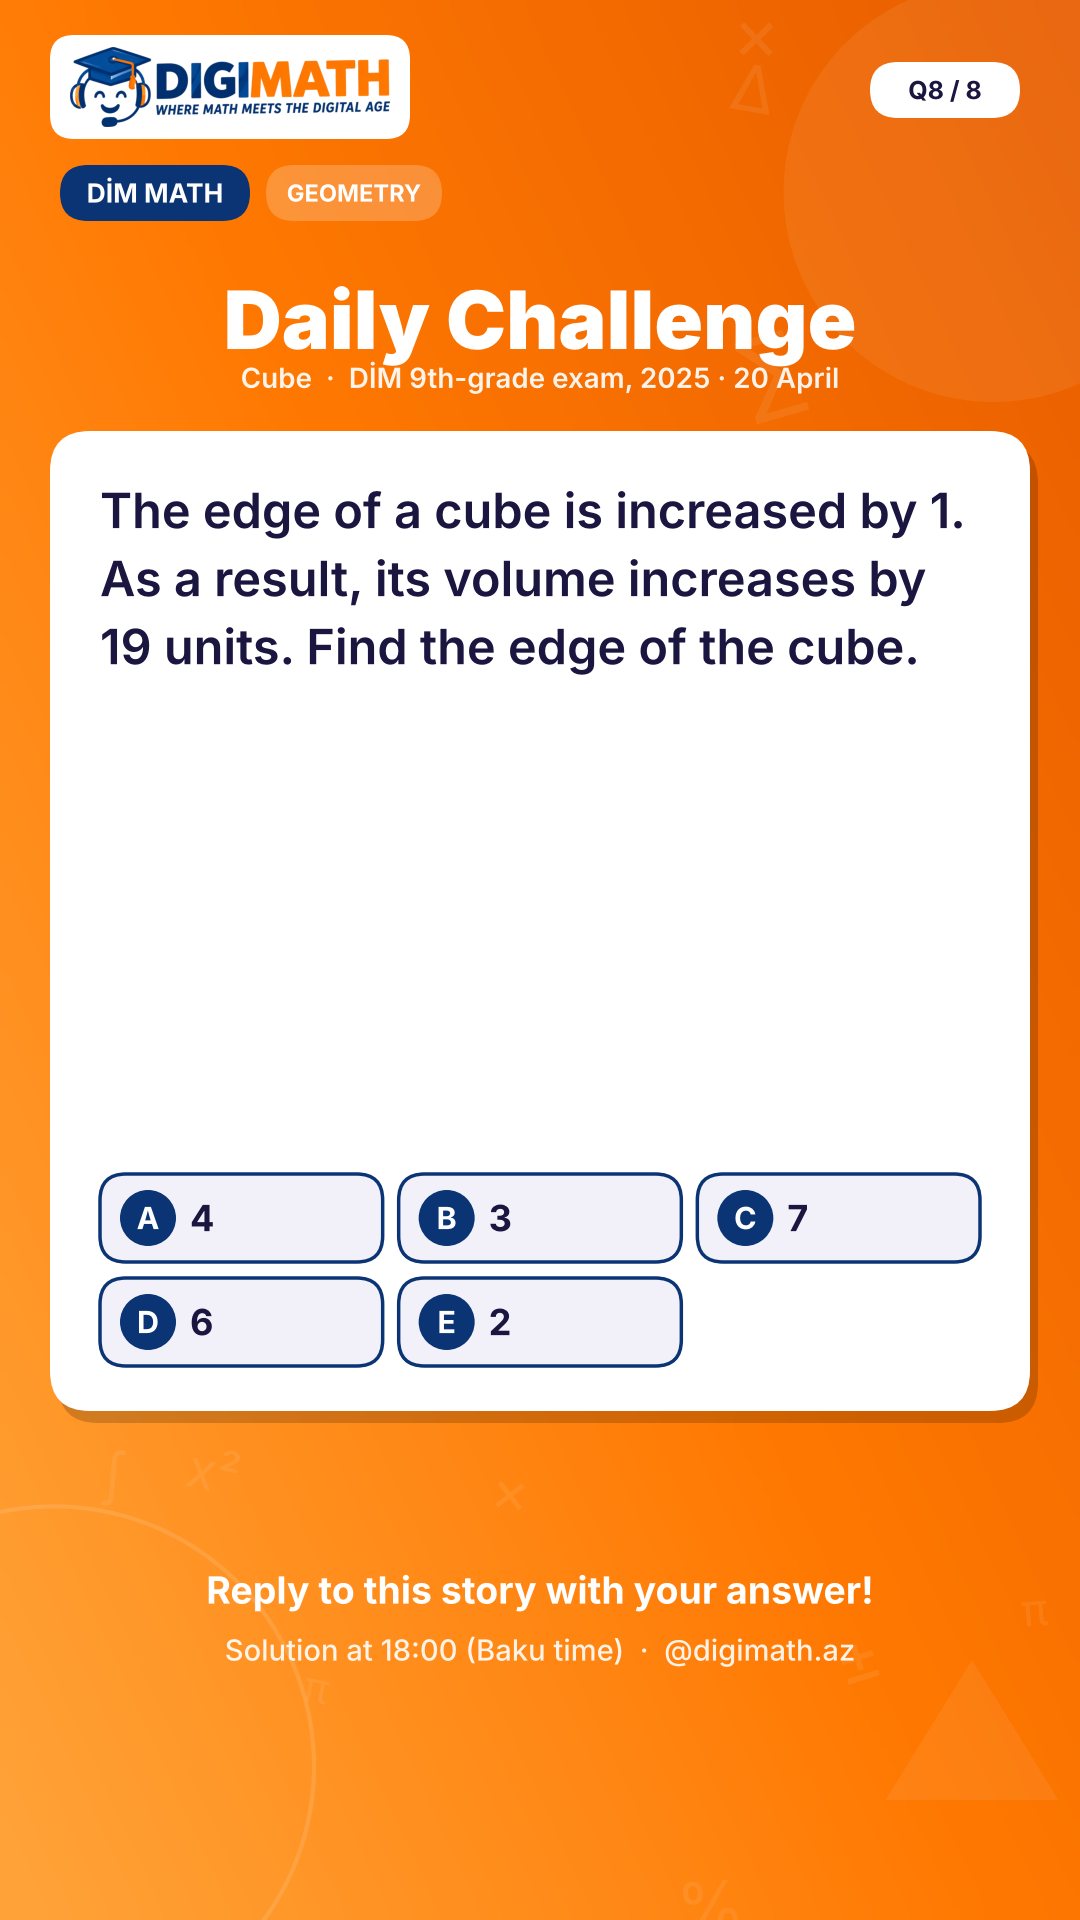 DIGIMATH
WHERE MATH MEETS THE DIGITAL AGE
Q8 / 8
DİM MATH
GEOMETRY
×
Δ
Daily Challenge
Cube · DİM 9th-grade exam, 2025 · 20 April
Σ
The edge of a cube is increased by 1.
As a result, its volume increases by
19 units. Find the edge of the cube.
A 4
B 3
C 7
D 6
E 2
∫ x²
×
Reply to this story with your answer!
π
Solution at 18:00 (Baku time) · @digimath.az
±
π
%